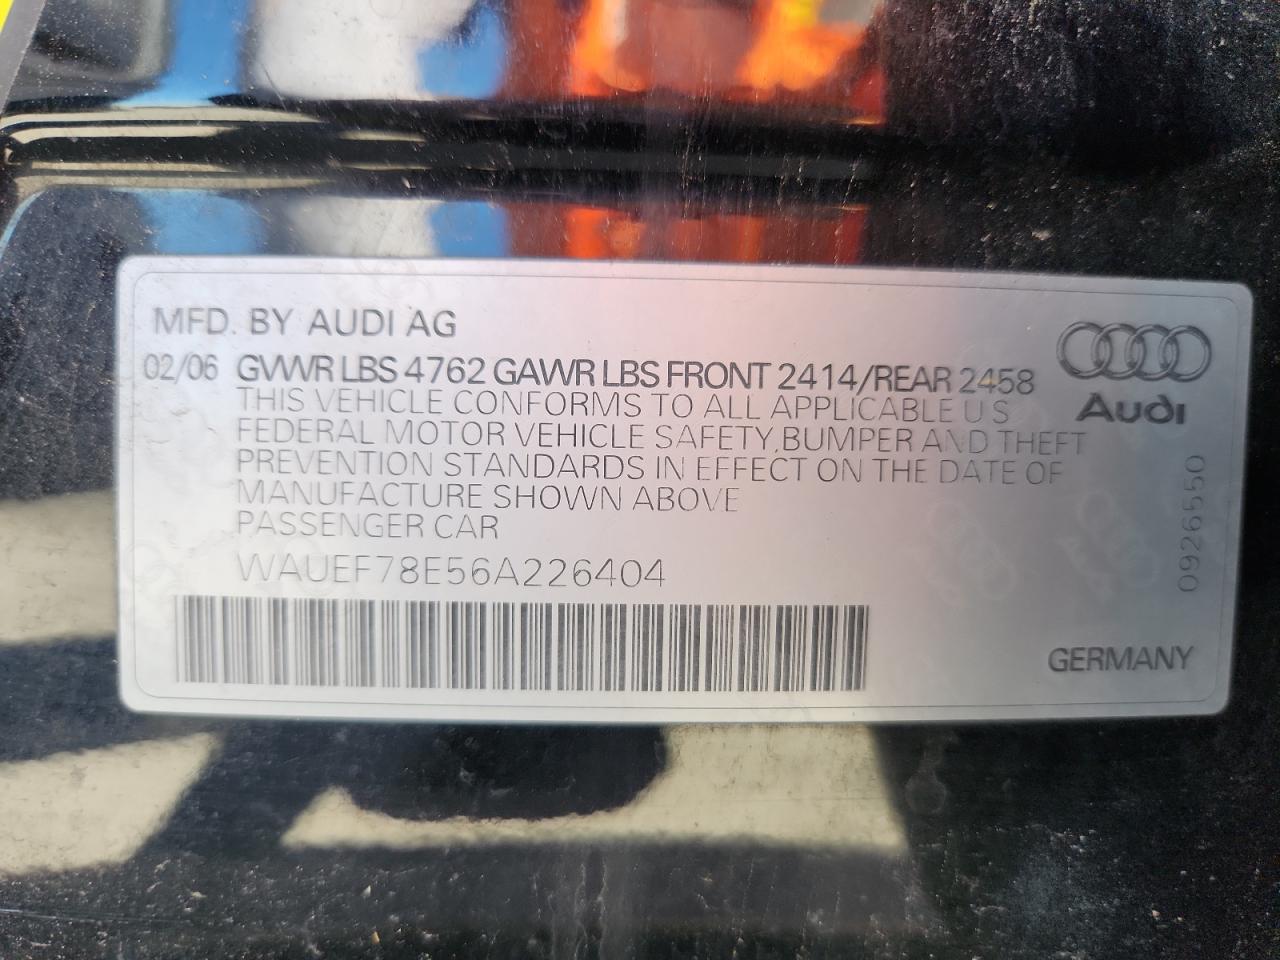 MFD. BY AUDI AG
02/06 GVWR LBS 4762 GAWR LBS FRONT 2414/REAR 2458
THIS VEHICLE CONFORMS TO ALL APPLICABLE U S
FEDERAL MOTOR VEHICLE SAFETY, BUMPER AND THEFT
PREVENTION STANDARDS IN EFFECT ON THE DATE OF
MANUFACTURE SHOWN ABOVE
PASSENGER CAR
WAUEF78E56A226404
Audi
0926550
GERMANY